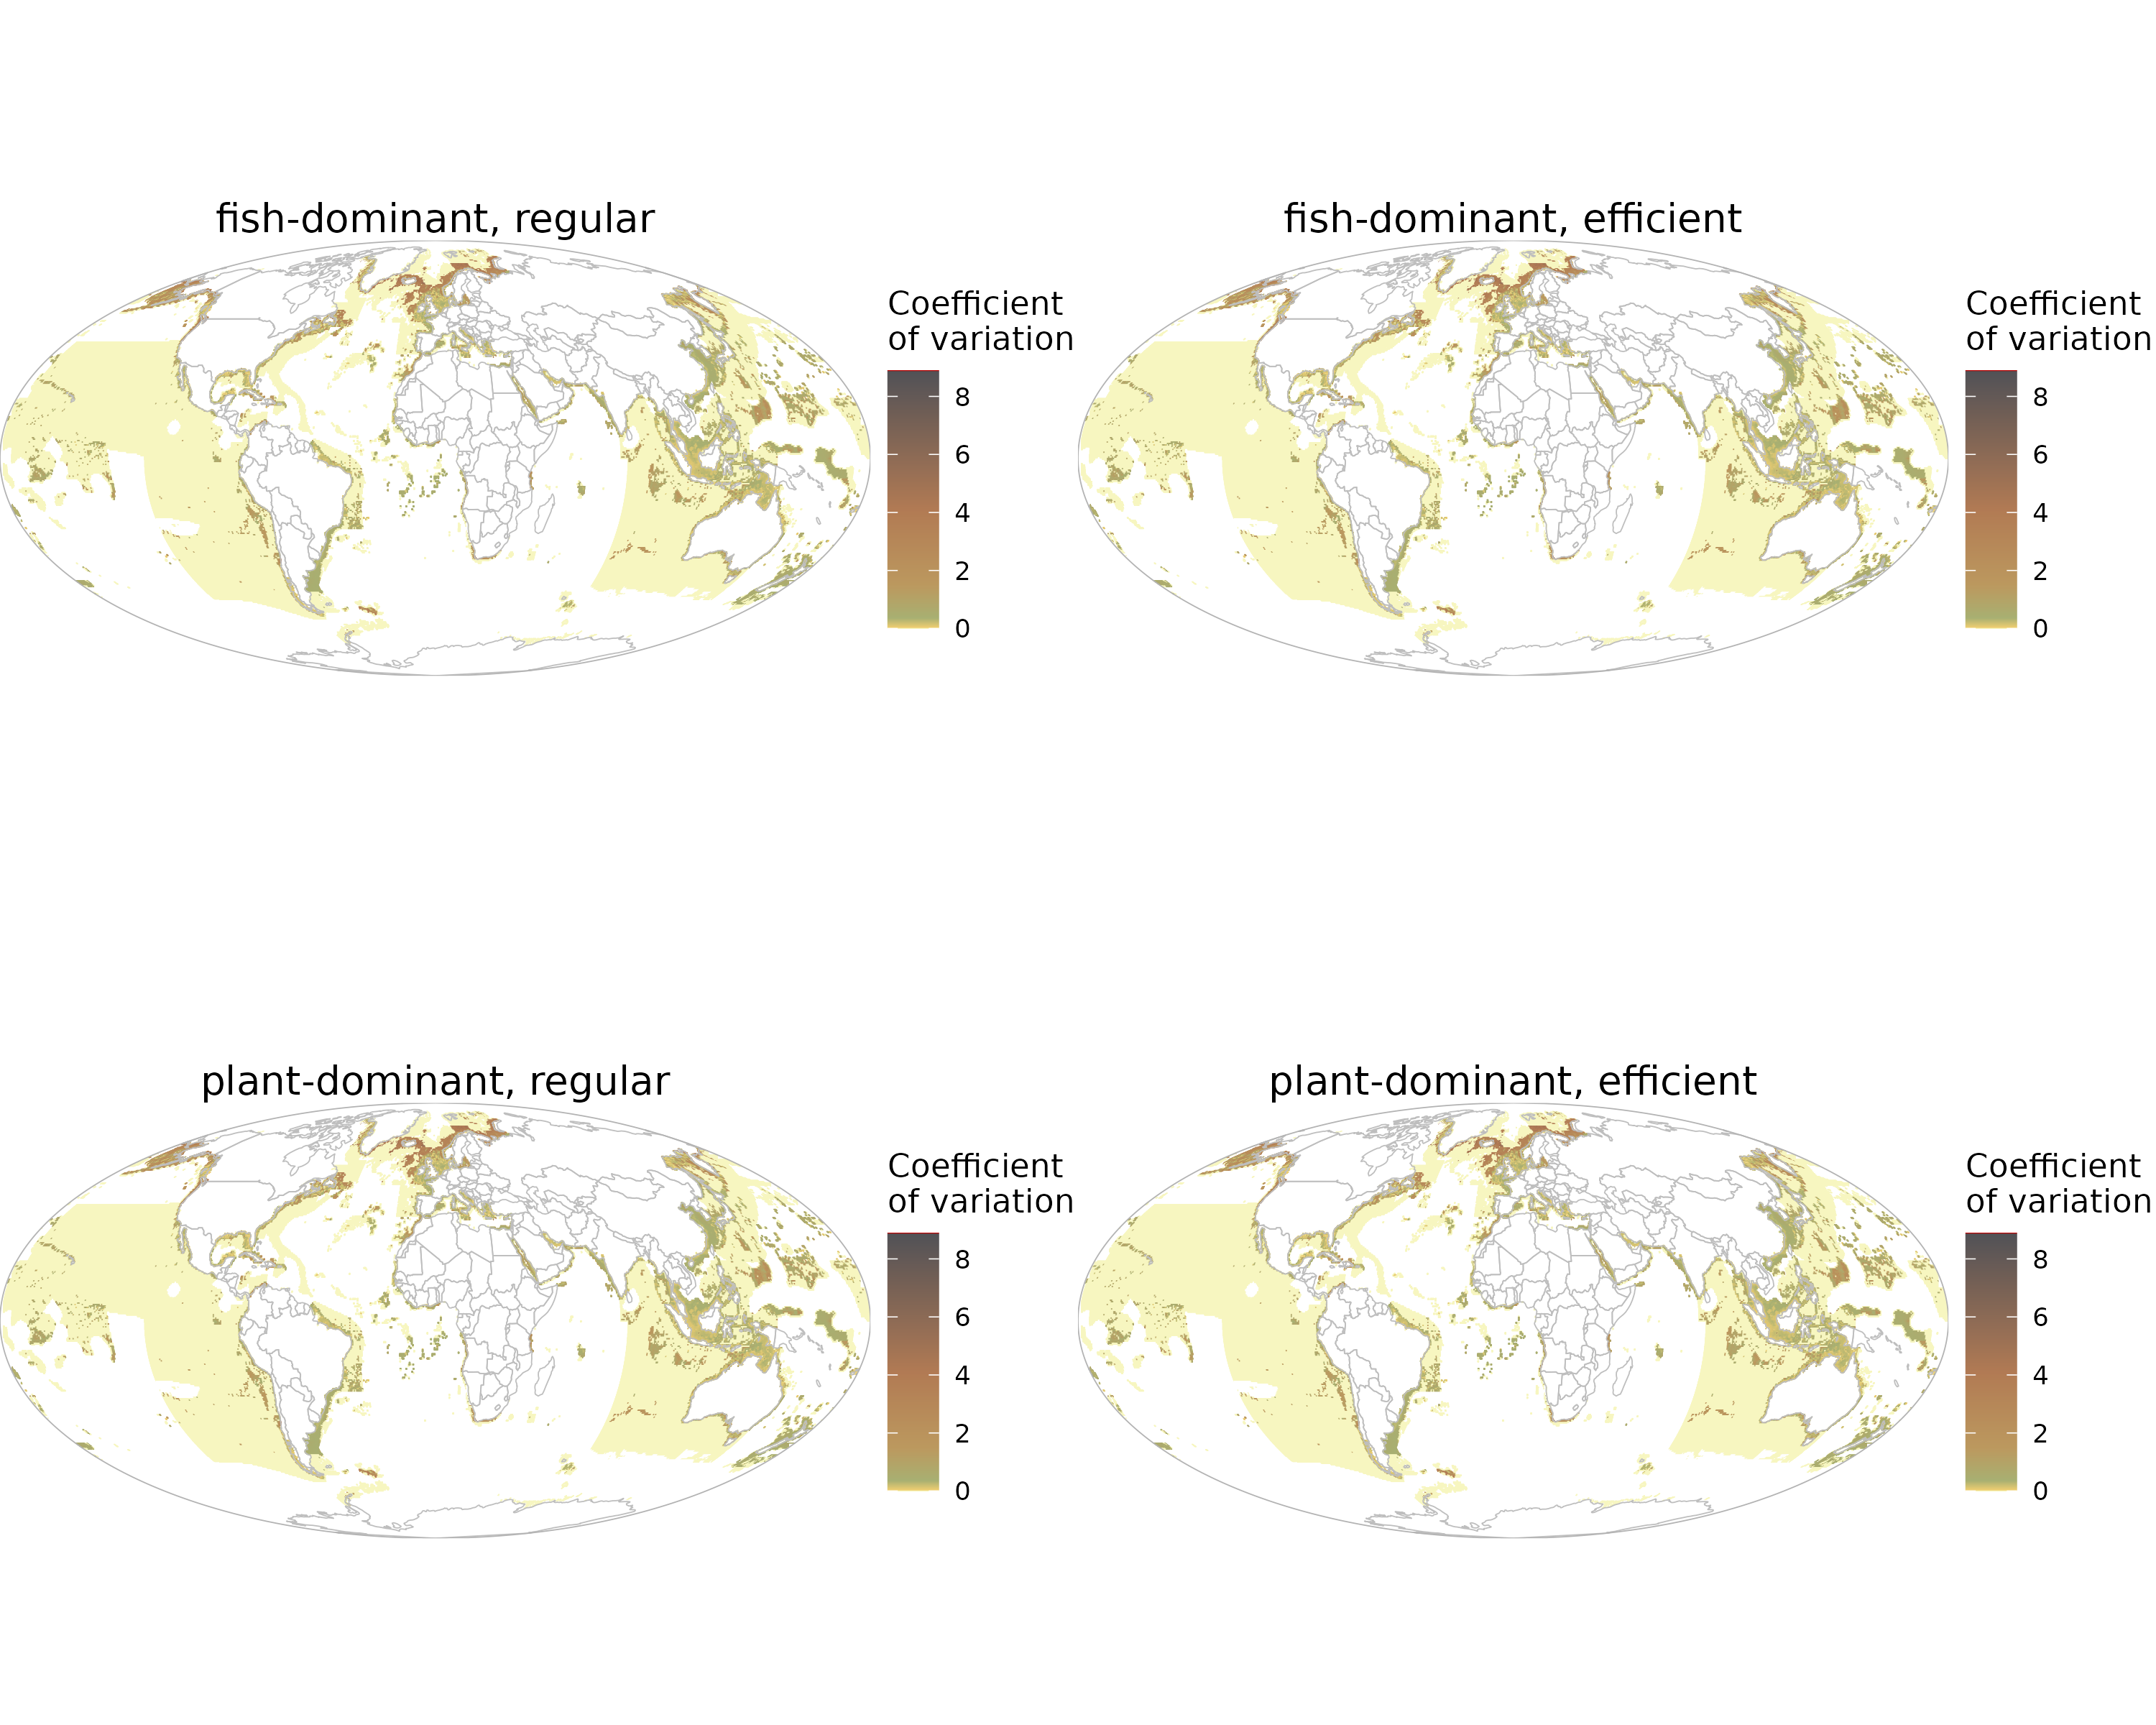 fish-dominant, regular
Coefficient
of variation
8
6
4
2
0
fish-dominant, efficient
Coefficient
of variation
8
6
4
2
0
plant-dominant, regular
Coefficient
of variation
8
6
4
2
0
plant-dominant, efficient
Coefficient
of variation
8
6
4
2
0